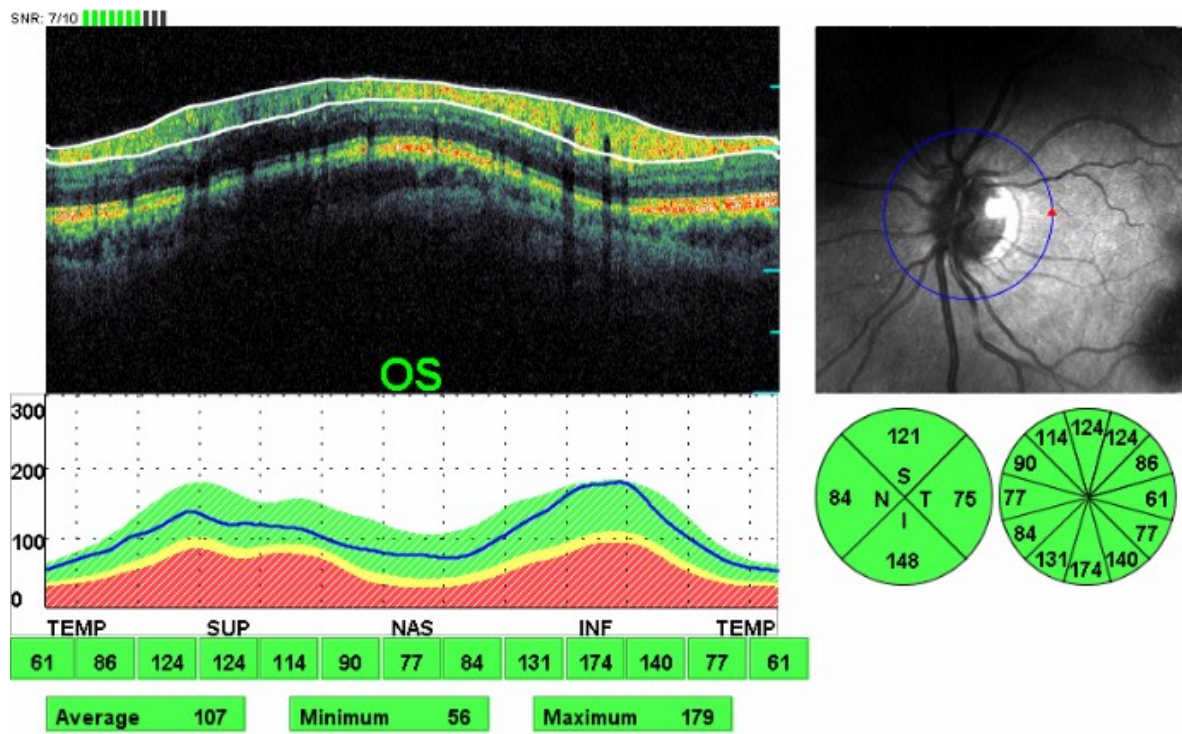 SNR: 7/10
OS
300
200
100
0
TEMP SUP NAS INF TEMP
61 86 124 124 114 90 77 84 131 174 140 77 61
Average 107 Minimum 56 Maximum 179
121
S
84 N T 75
I
148
124
114 124
90 86
77 61
84 77
131 140
174